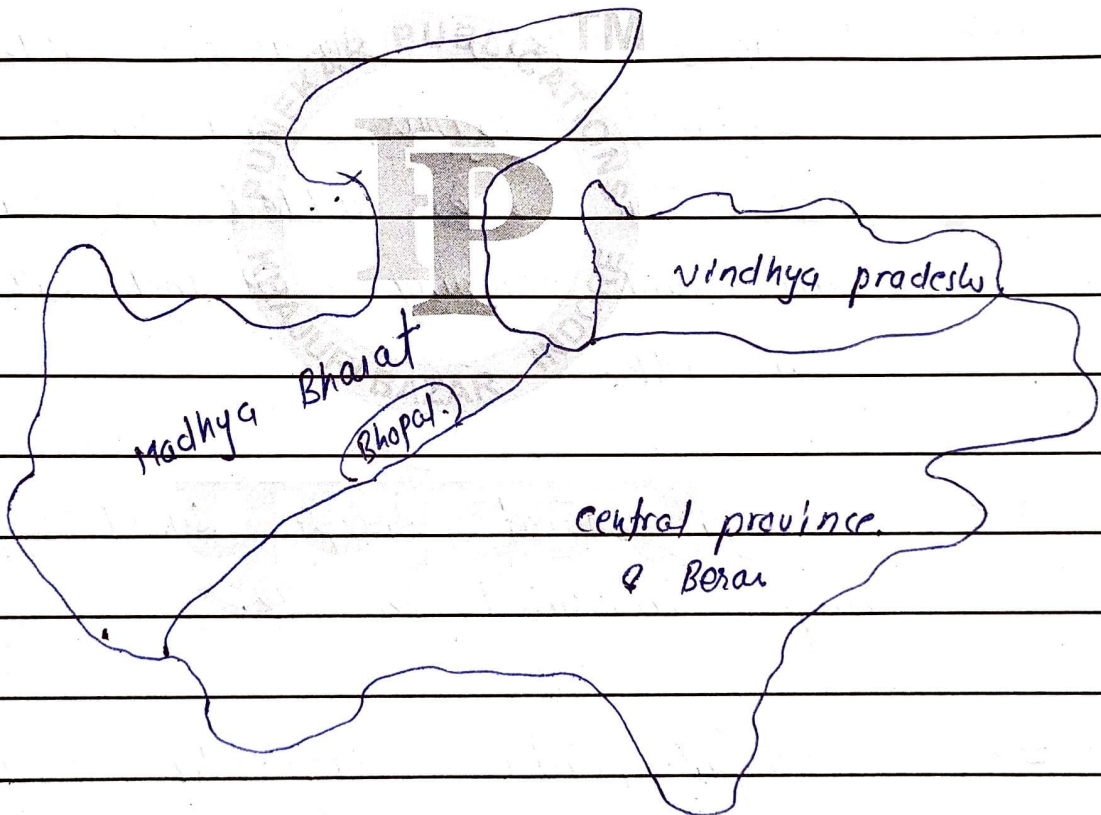 Vindhya pradesh
Madhya Bharat
Bhopal.
Central province.
& Berar